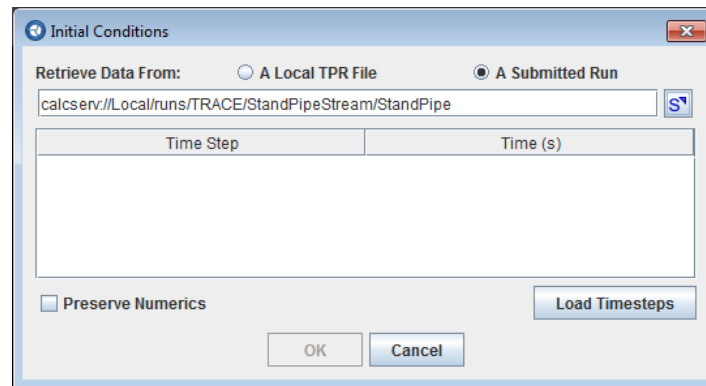 Initial Conditions
Retrieve Data From: A Local TPR File A Submitted Run
calcserv://Local/runs/TRACE/StandPipeStream/StandPipe S
Time Step Time (s)
Preserve Numerics Load Timesteps
OK Cancel